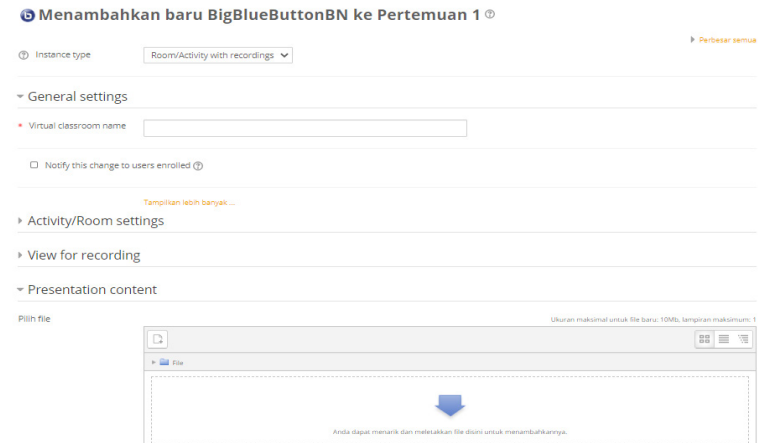 Menambahkan baru BigBlueButtonBN ke Pertemuan 1
Perbesar semua
Instance type
Room/Activity with recordings
General settings
* Virtual classroom name
Notify this change to users enrolled
Tampilkan lebih banyak ...
Activity/Room settings
View for recording
Presentation content
Pilih file
Ukuran maksimal untuk file baru: 10Mb, lampiran maksimum: 1
File
Anda dapat menarik dan meletakkan file disini untuk menambahkannya.